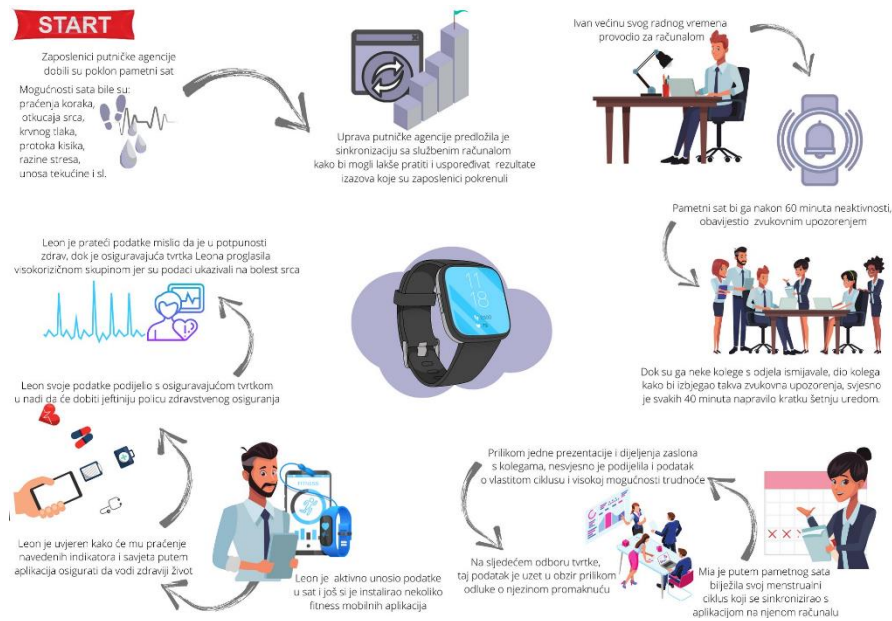 START
Zaposlenici putničke agencije
dobili su poklon pametni sat
Mogućnosti sata bile su:
praćenja koraka,
otkucaja srca,
krvnog tlaka,
protoka kisika,
razine stresa,
unosa tekućine i sl.
Uprava putničke agencije predložila je
sinkronizaciju sa službenim računalom
kako bi mogli lakše pratiti i uspoređivat rezultate
izazova koje su zaposlenici pokrenuli
Ivan većinu svog radnog vremena
provodio za računalom
Pametni sat bi ga nakon 60 minuta neaktivnosti,
obavijestio zvukovnim upozorenjem
Dok su ga neke kolege s odjela ismijavale, dio kolega
kako bi izbjegao takva zvukovna upozorenja, svjesno
je svakih 40 minuta napravilo kratku šetnju uredom.
Mia je putem pametnog sata
bilježila svoj menstrualni
ciklus koji se sinkronizirao s
aplikacijom na njenom računalu
Prilikom jedne prezentacije i dijeljenja zaslona
s kolegama, nesvjesno je podijelila i podatak
o vlastitom ciklusu i visokoj mogućnosti trudnoće
Na sljedećem odboru tvrtke,
taj podatak je uzet u obzir prilikom
odluke o njezinom promaknuću
Leon je aktivno unosio podatke
u sat i još si je instalirao nekoliko
fitness mobilnih aplikacija
FITNESS
Leon je uvjeren kako će mu praćenje
navedenih indikatora i savjeta putem
aplikacija osigurati da vodi zdraviji život
Leon svoje podatke podijelio s osiguravajućom tvrtkom
u nadi da će dobiti jeftiniju policu zdravstvenog osiguranja
Leon je prateći podatke mislio da je u potpunosti
zdrav, dok je osiguravajuća tvrtka Leona proglasila
visokorizičnom skupinom jer su podaci ukazivali na bolest srca
11
18